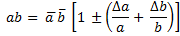 ab = a̅ b̅ [1 ± (Δa/a + Δb/b)]